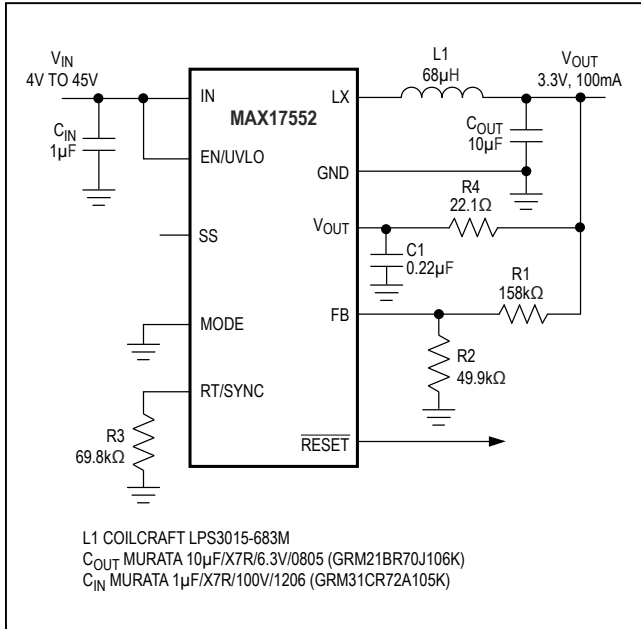 V_IN
4V TO 45V
C_IN
1µF
IN
EN/UVLO
SS
MODE
RT/SYNC
R3
69.8kΩ
MAX17552
LX
GND
V_OUT
FB
RESET
L1
68µH
V_OUT
3.3V, 100mA
C_OUT
10µF
R4
22.1Ω
C1
0.22µF
R1
158kΩ
R2
49.9kΩ
L1 COILCRAFT LPS3015-683M
C_OUT MURATA 10µF/X7R/6.3V/0805 (GRM21BR70J106K)
C_IN MURATA 1µF/X7R/100V/1206 (GRM31CR72A105K)